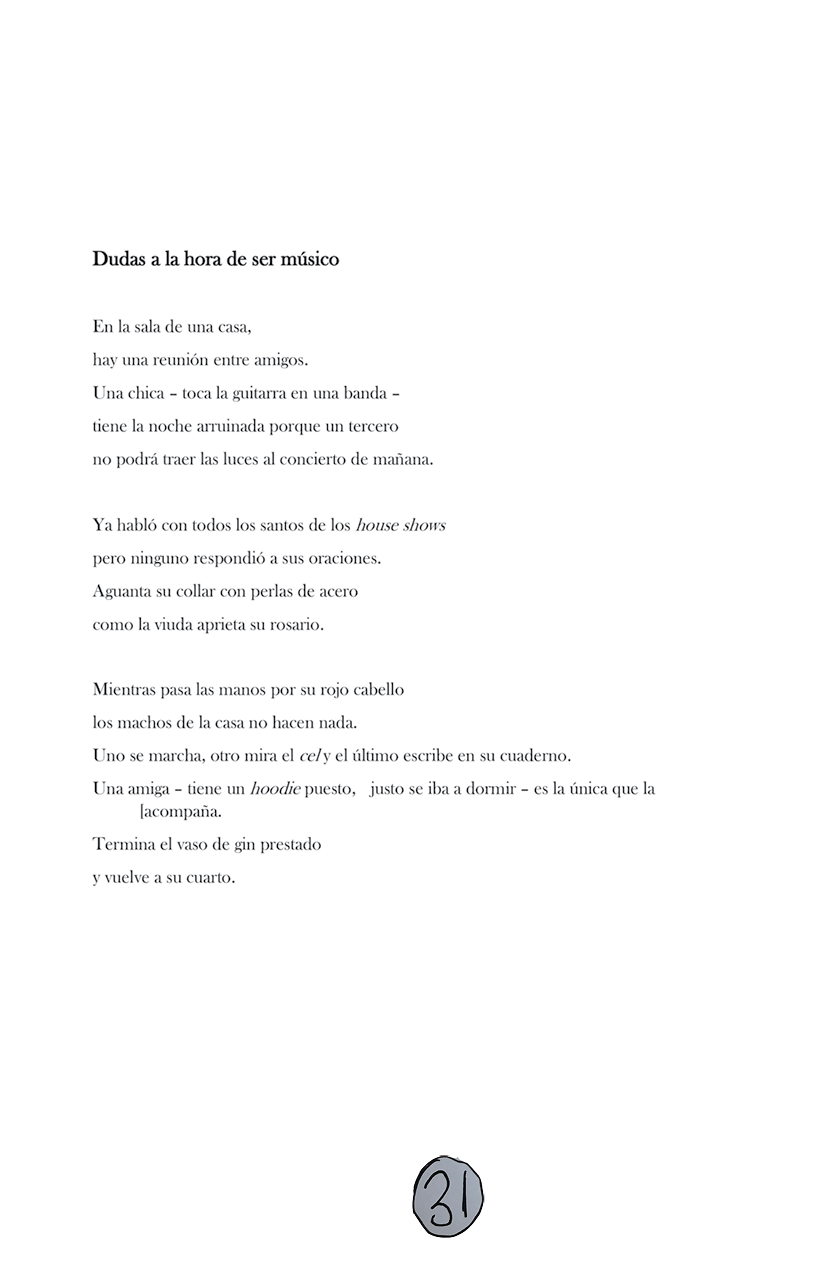 Dudas a la hora de ser músico
En la sala de una casa,
hay una reunión entre amigos.
Una chica – toca la guitarra en una banda –
tiene la noche arruinada porque un tercero
no podrá traer las luces al concierto de mañana.
Ya habló con todos los santos de los house shows
pero ninguno respondió a sus oraciones.
Aguanta su collar con perlas de acero
como la viuda aprieta su rosario.
Mientras pasa las manos por su rojo cabello
los machos de la casa no hacen nada.
Uno se marcha, otro mira el cel y el último escribe en su cuaderno.
Una amiga – tiene un hoodie puesto, justo se iba a dormir – es la única que la
[acompaña.
Termina el vaso de gin prestado
y vuelve a su cuarto.
31